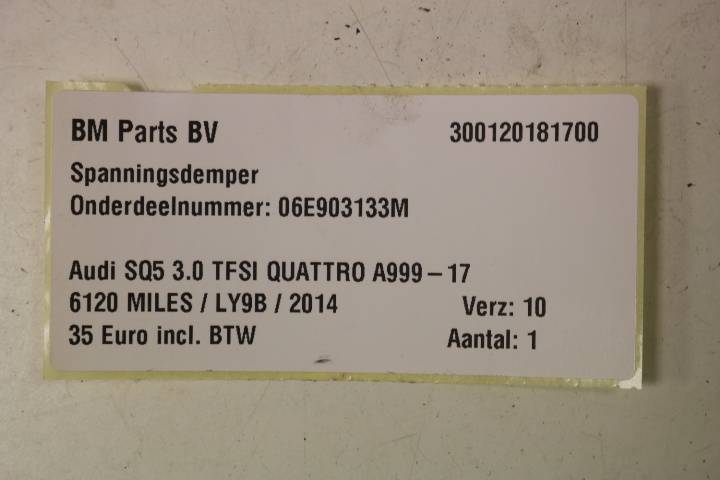 BM Parts BV 300120181700
Spanningsdemper
Onderdeelnummer: 06E903133M
Audi SQ5 3.0 TFSI QUATTRO A999 – 17
6120 MILES / LY9B / 2014 Verz: 10
35 Euro incl. BTW Aantal: 1